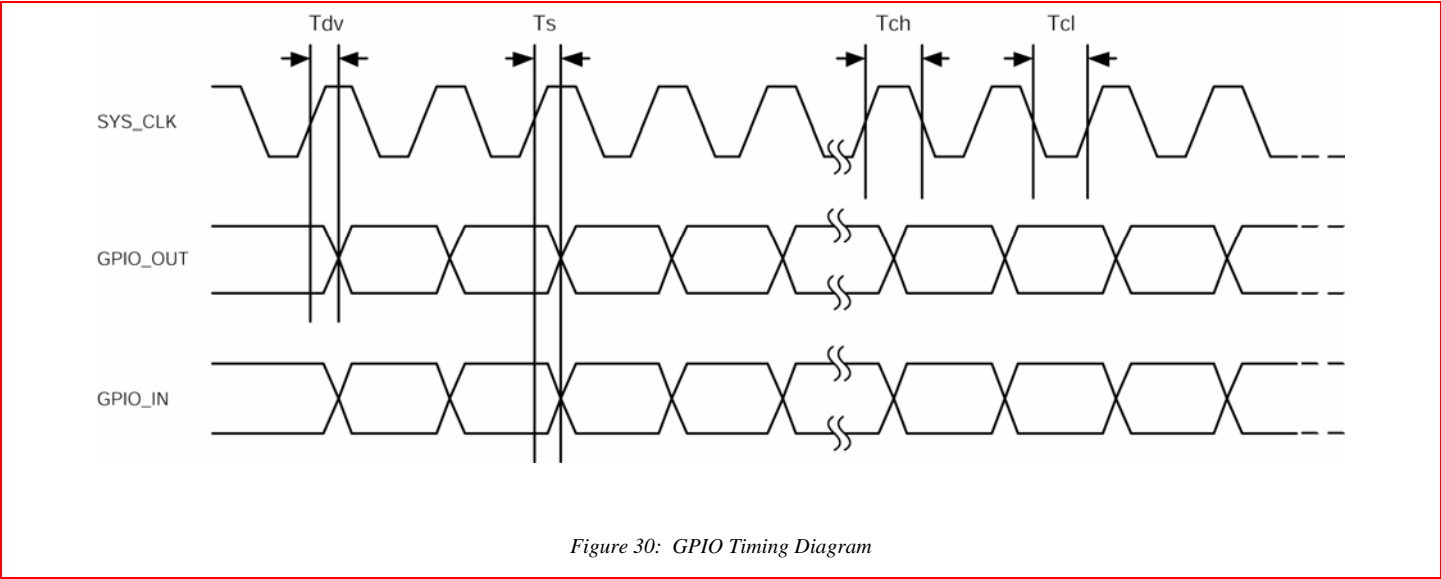 Tdv Ts Tch Tcl
SYS_CLK
GPIO_OUT
GPIO_IN
Figure 30: GPIO Timing Diagram